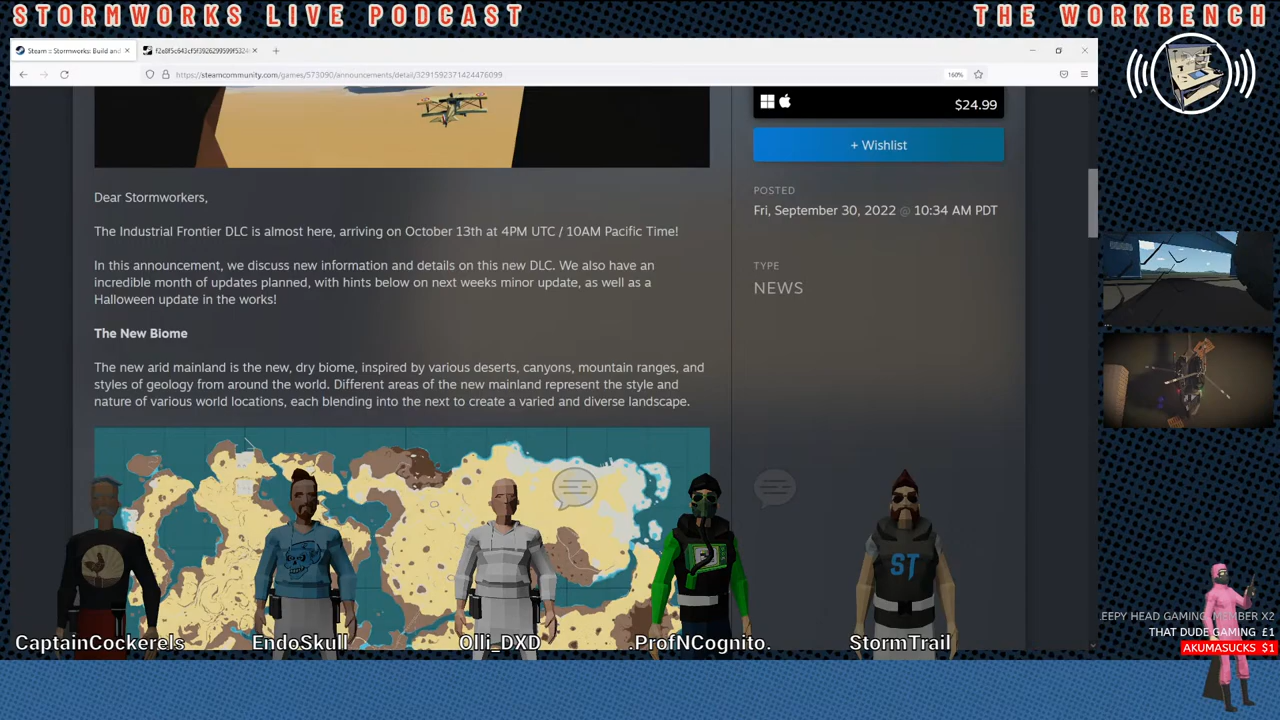 STORMWORKS LIVE PODCAST
THE WORKBENCH
Steam :: Stormworks: Build and
160%
https://steamcommunity.com/games/573090/announcements/detail/3291592371424476099
$24.99
+ Wishlist
POSTED
Fri, September 30, 2022 @ 10:34 AM PDT
TYPE
NEWS
Dear Stormworkers,
The Industrial Frontier DLC is almost here, arriving on October 13th at 4PM UTC / 10AM Pacific Time!
In this announcement, we discuss new information and details on this new DLC. We also have an
incredible month of updates planned, with hints below on next weeks minor update, as well as a
Halloween update in the works!
The New Biome
The new arid mainland is the new, dry biome, inspired by various deserts, canyons, mountain ranges, and
styles of geology from around the world. Different areas of the new mainland represent the style and
nature of various world locations, each blending into the next to create a varied and diverse landscape.
ST
CaptainCockerels
EndoSkull
Olli_DXD
.ProfNCognito.
StormTrail
EEPY HEAD GAMING, MEMBER X2
THAT DUDE GAMING £1
AKUMASUCKS $1